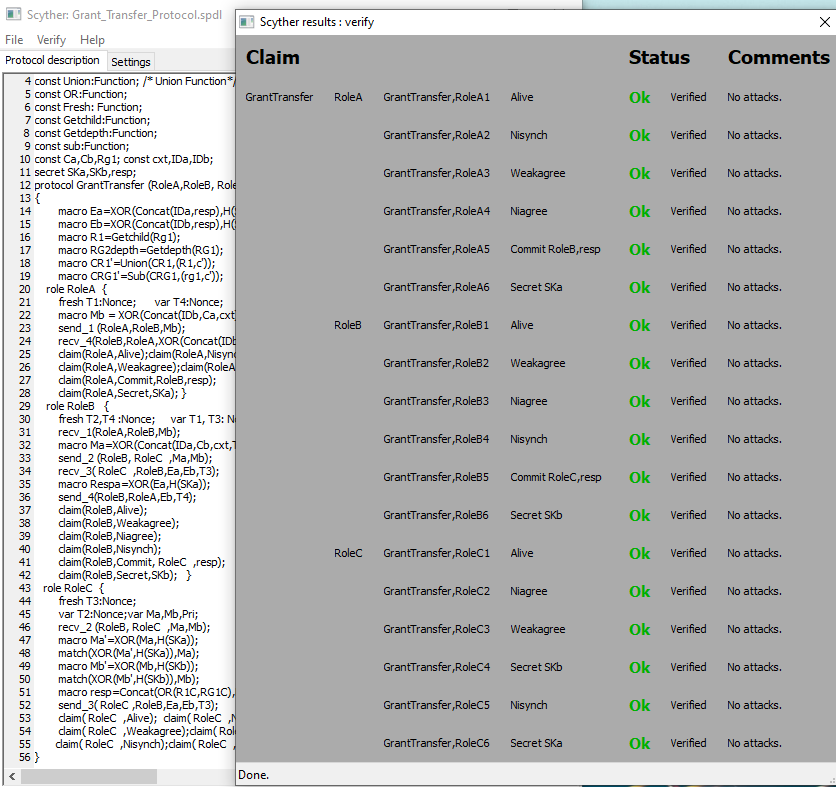 Scyther: Grant_Transfer_Protocol.spdl
File Verify Help
Protocol description Settings
4 const Union:Function; /* Union Function*/
5 const OR:Function;
6 const Fresh: Function;
7 const Getchild:Function;
8 const Getdepth:Function;
9 const sub:Function;
10 const Ca,Cb,Rg1; const cxt,IDa,IDb;
11 secret SKa,SKb,resp;
12 protocol GrantTransfer (RoleA,RoleB, Role
13 {
14 macro Ea=XOR(Concat(IDa,resp),H(S
15 macro Eb=XOR(Concat(IDb,resp),H(S
16 macro R1=Getchild(Rg1);
17 macro RG2depth=Getdepth(RG1);
18 macro CR1'=Union(CR1,(R1,c'));
19 macro CRG1'=Sub(CRG1,(rg1,c'));
20 role RoleA {
21 fresh T1:Nonce; var T4:Nonce;
22 macro Mb = XOR(Concat(IDb,Ca,cxt)
23 send_1 (RoleA,RoleB,Mb);
24 recv_4(RoleB,RoleA,XOR(Concat(IDb
25 claim(RoleA,Alive);claim(RoleA,Nisync
26 claim(RoleA,Weakagree);claim(RoleA
27 claim(RoleA,Commit,RoleB,resp);
28 claim(RoleA,Secret,SKa); }
29 role RoleB {
30 fresh T2,T4 :Nonce; var T1, T3: No
31 recv_1(RoleA,RoleB,Mb);
32 macro Ma=XOR(Concat(IDa,Cb,cxt,T
33 send_2 (RoleB, RoleC ,Ma,Mb);
34 recv_3( RoleC ,RoleB,Ea,Eb,T3);
35 macro Respa=XOR(Ea,H(SKa));
36 send_4(RoleB,RoleA,Eb,T4);
37 claim(RoleB,Alive);
38 claim(RoleB,Weakagree);
39 claim(RoleB,Niagree);
40 claim(RoleB,Nisynch);
41 claim(RoleB,Commit, RoleC ,resp);
42 claim(RoleB,Secret,SKb); }
43 role RoleC {
44 fresh T3:Nonce;
45 var T2:Nonce;var Ma,Mb,Pri;
46 recv_2 (RoleB, RoleC ,Ma,Mb);
47 macro Ma'=XOR(Ma,H(SKa));
48 match(XOR(Ma',H(SKa)),Ma);
49 macro Mb'=XOR(Mb,H(SKb));
50 match(XOR(Mb',H(SKb)),Mb);
51 macro resp=Concat(OR(R1C,RG1C),
52 send_3( RoleC ,RoleB,Ea,Eb,T3);
53 claim( RoleC ,Alive); claim( RoleC ,N
54 claim( RoleC ,Weakagree);claim( Rol
55 claim( RoleC ,Nisynch);claim( RoleC ,
56 }
Scyther results : verify
Claim Status Comments
GrantTransfer RoleA GrantTransfer,RoleA1 Alive Ok Verified No attacks.
GrantTransfer,RoleA2 Nisynch Ok Verified No attacks.
GrantTransfer,RoleA3 Weakagree Ok Verified No attacks.
GrantTransfer,RoleA4 Niagree Ok Verified No attacks.
GrantTransfer,RoleA5 Commit RoleB,resp Ok Verified No attacks.
GrantTransfer,RoleA6 Secret SKa Ok Verified No attacks.
RoleB GrantTransfer,RoleB1 Alive Ok Verified No attacks.
GrantTransfer,RoleB2 Weakagree Ok Verified No attacks.
GrantTransfer,RoleB3 Niagree Ok Verified No attacks.
GrantTransfer,RoleB4 Nisynch Ok Verified No attacks.
GrantTransfer,RoleB5 Commit RoleC,resp Ok Verified No attacks.
GrantTransfer,RoleB6 Secret SKb Ok Verified No attacks.
RoleC GrantTransfer,RoleC1 Alive Ok Verified No attacks.
GrantTransfer,RoleC2 Niagree Ok Verified No attacks.
GrantTransfer,RoleC3 Weakagree Ok Verified No attacks.
GrantTransfer,RoleC4 Secret SKb Ok Verified No attacks.
GrantTransfer,RoleC5 Nisynch Ok Verified No attacks.
GrantTransfer,RoleC6 Secret SKa Ok Verified No attacks.
Done.